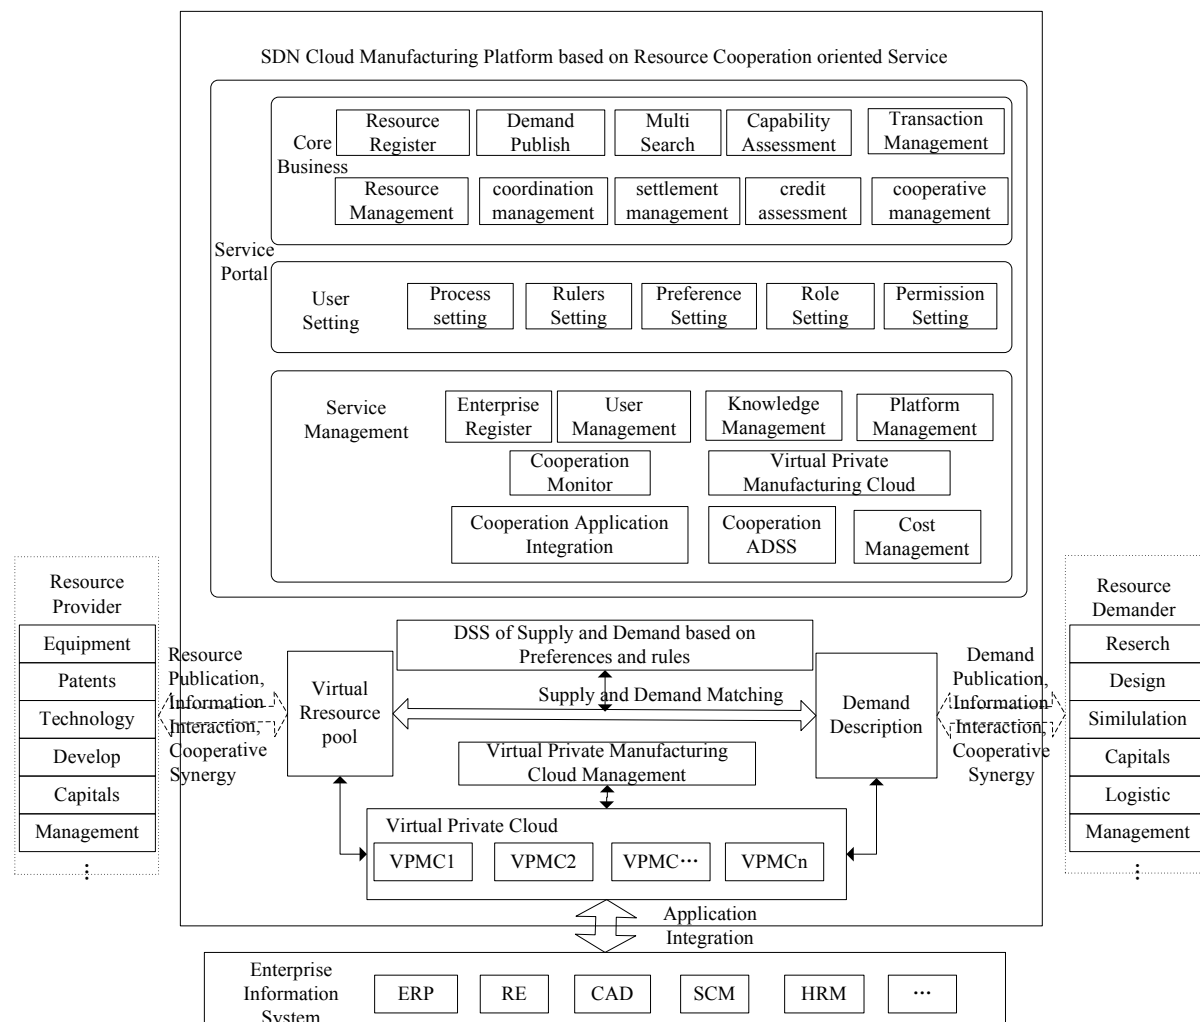 SDN Cloud Manufacturing Platform based on Resource Cooperation oriented Service
Service
Portal
Core
Business
Resource
Register
Demand
Publish
Multi
Search
Capability
Assessment
Transaction
Management
Resource
Management
coordination
management
settlement
management
credit
assessment
cooperative
management
User
Setting
Process
setting
Rulers
Setting
Preference
Setting
Role
Setting
Permission
Setting
Service
Management
Enterprise
Register
User
Management
Knowledge
Management
Platform
Management
Cooperation
Monitor
Virtual Private
Manufacturing Cloud
Cooperation Application
Integration
Cooperation
ADSS
Cost
Management
Resource
Provider
Equipment
Patents
Technology
Develop
Capitals
Management
⋮
Resource
Publication,
Information
Interaction,
Cooperative
Synergy
Virtual
Rresource
pool
DSS of Supply and Demand based on
Preferences and rules
Supply and Demand Matching
Virtual Private Manufacturing
Cloud Management
Demand
Description
Demand
Publication,
Information
Interaction,
Cooperative
Synergy
Resource
Demander
Reserch
Design
Similulation
Capitals
Logistic
Management
⋮
Virtual Private Cloud
VPMC1
VPMC2
VPMC⋯
VPMCn
Application
Integration
Enterprise
Information
System
ERP
RE
CAD
SCM
HRM
⋯